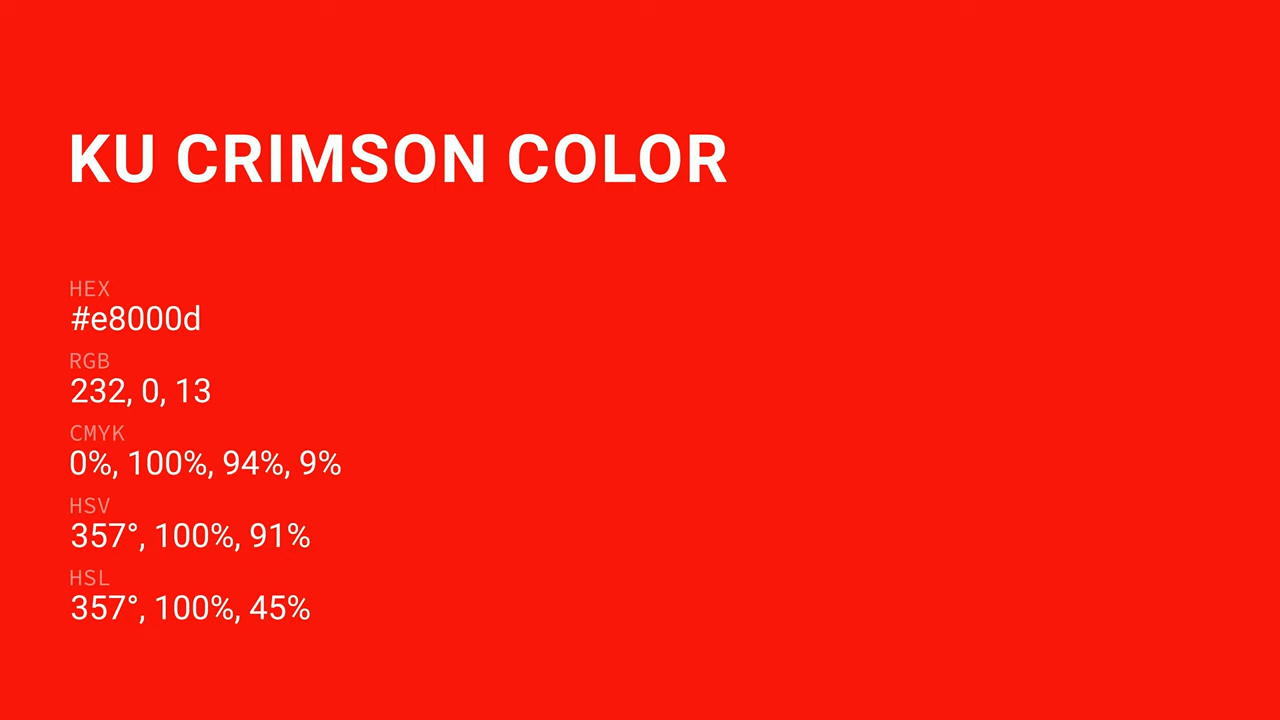 KU CRIMSON COLOR
HEX
#e8000d
RGB
232, 0, 13
CMYK
0%, 100%, 94%, 9%
HSV
357°, 100%, 91%
HSL
357°, 100%, 45%